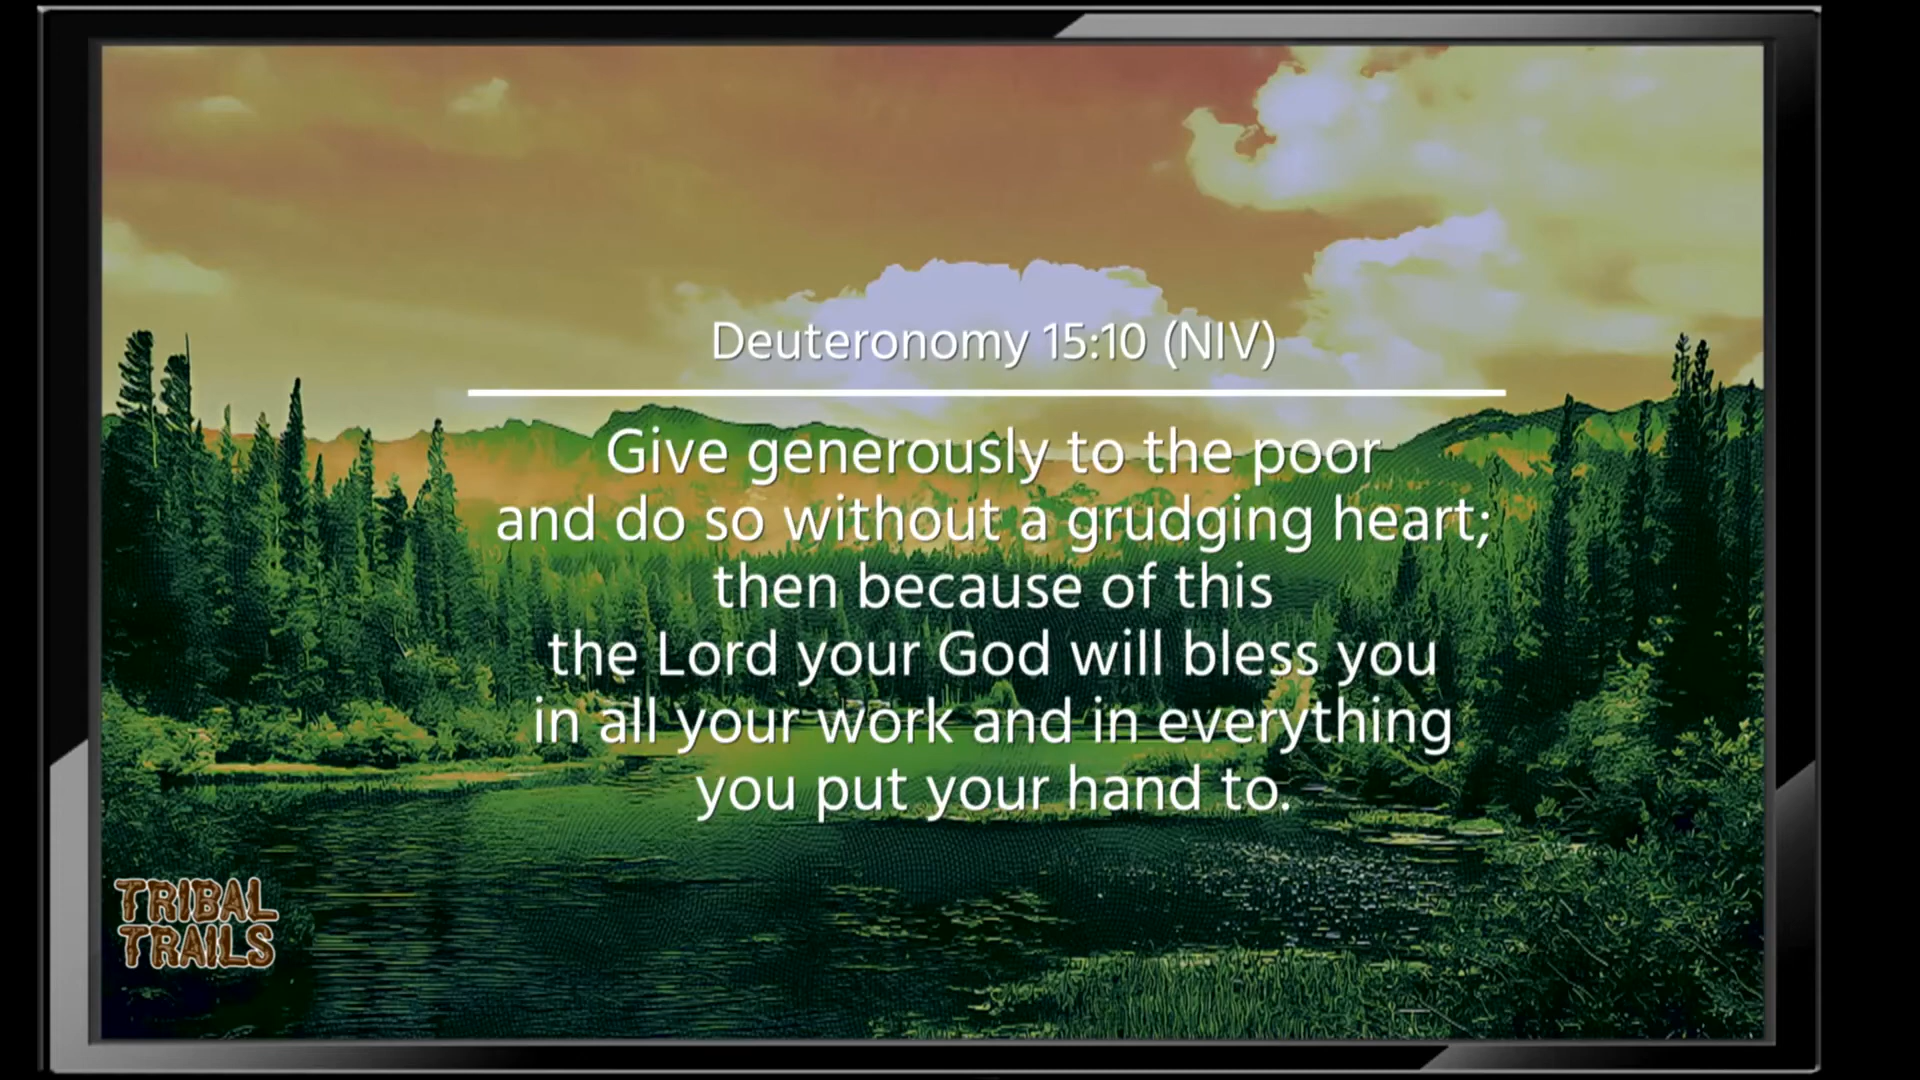 Deuteronomy 15:10 (NIV)
Give generously to the poor
and do so without a grudging heart;
then because of this
the Lord your God will bless you
in all your work and in everything
you put your hand to.
TRIBAL
TRAILS